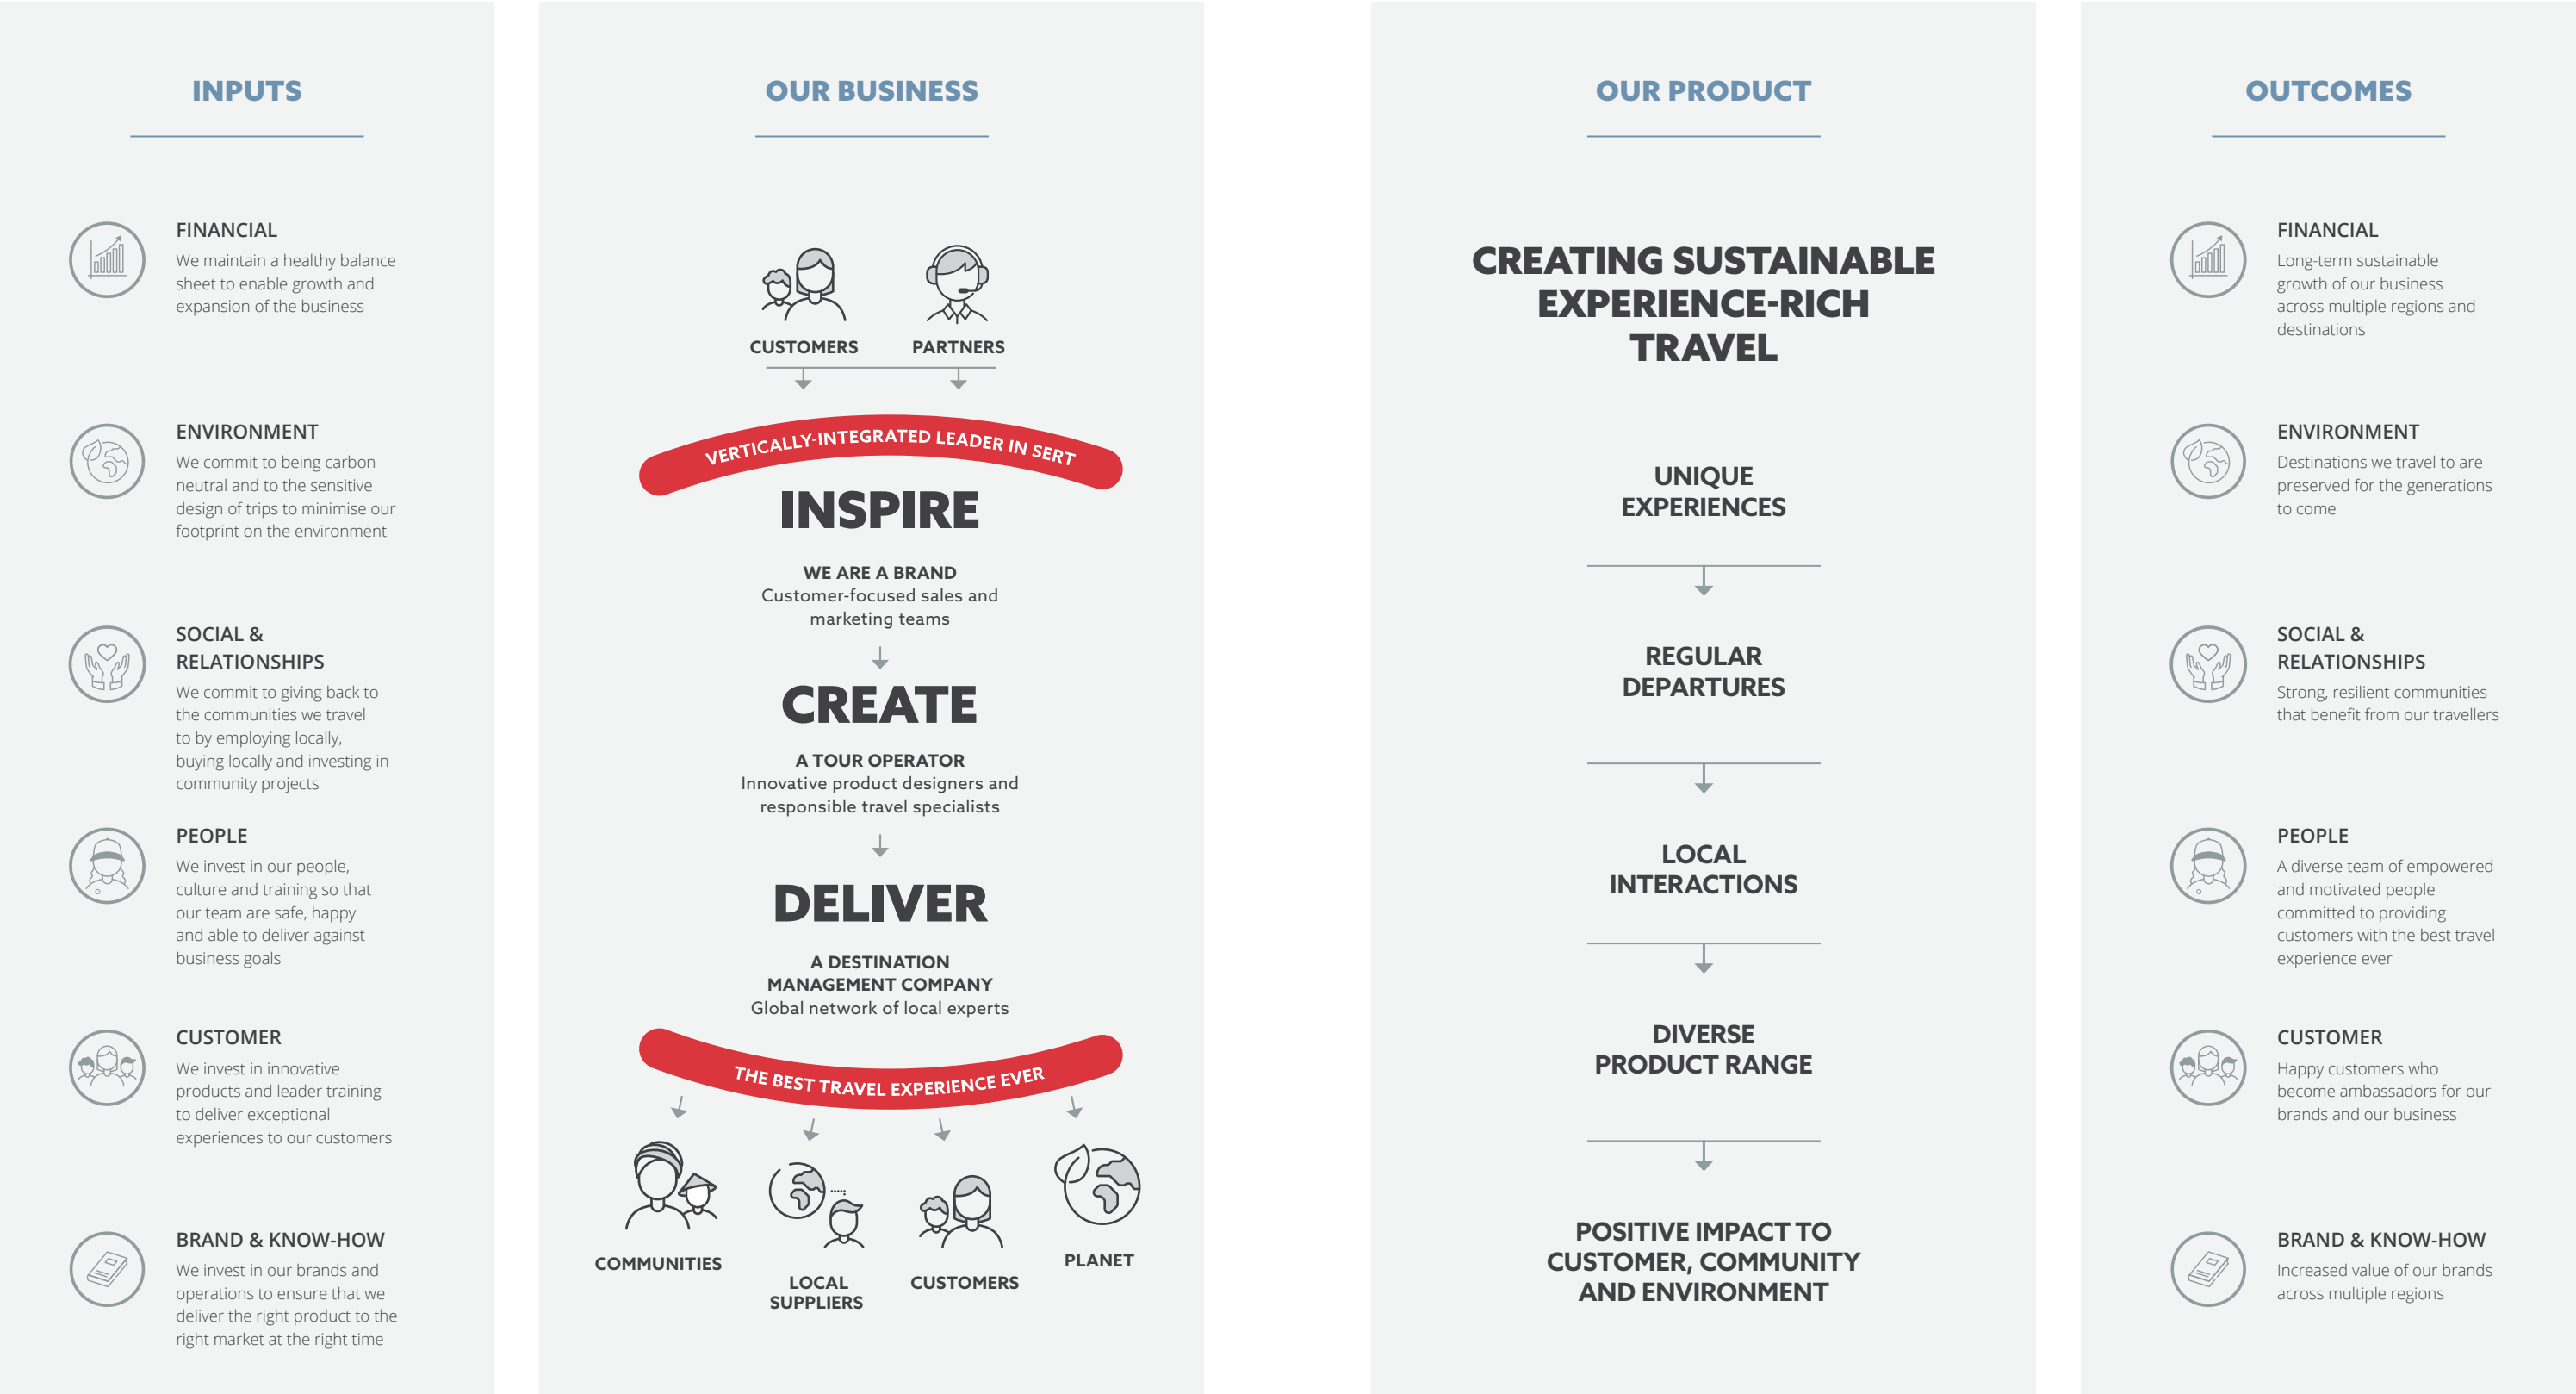 INPUTS
FINANCIAL
We maintain a healthy balance
sheet to enable growth and
expansion of the business
ENVIRONMENT
We commit to being carbon
neutral and to the sensitive
design of trips to minimise our
footprint on the environment
SOCIAL &
RELATIONSHIPS
We commit to giving back to
the communities we travel
to by employing locally,
buying locally and investing in
community projects
PEOPLE
We invest in our people,
culture and training so that
our team are safe, happy
and able to deliver against
business goals
CUSTOMER
We invest in innovative
products and leader training
to deliver exceptional
experiences to our customers
BRAND & KNOW-HOW
We invest in our brands and
operations to ensure that we
deliver the right product to the
right market at the right time
OUR BUSINESS
CUSTOMERS
PARTNERS
VERTICALLY-INTEGRATED LEADER IN SERT
INSPIRE
WE ARE A BRAND
Customer-focused sales and
marketing teams
CREATE
A TOUR OPERATOR
Innovative product designers and
responsible travel specialists
DELIVER
A DESTINATION
MANAGEMENT COMPANY
Global network of local experts
THE BEST TRAVEL EXPERIENCE EVER
COMMUNITIES
LOCAL
SUPPLIERS
CUSTOMERS
PLANET
OUR PRODUCT
CREATING SUSTAINABLE
EXPERIENCE-RICH
TRAVEL
UNIQUE
EXPERIENCES
REGULAR
DEPARTURES
LOCAL
INTERACTIONS
DIVERSE
PRODUCT RANGE
POSITIVE IMPACT TO
CUSTOMER, COMMUNITY
AND ENVIRONMENT
OUTCOMES
FINANCIAL
Long-term sustainable
growth of our business
across multiple regions and
destinations
ENVIRONMENT
Destinations we travel to are
preserved for the generations
to come
SOCIAL &
RELATIONSHIPS
Strong, resilient communities
that benefit from our travellers
PEOPLE
A diverse team of empowered
and motivated people
committed to providing
customers with the best travel
experience ever
CUSTOMER
Happy customers who
become ambassadors for our
brands and our business
BRAND & KNOW-HOW
Increased value of our brands
across multiple regions